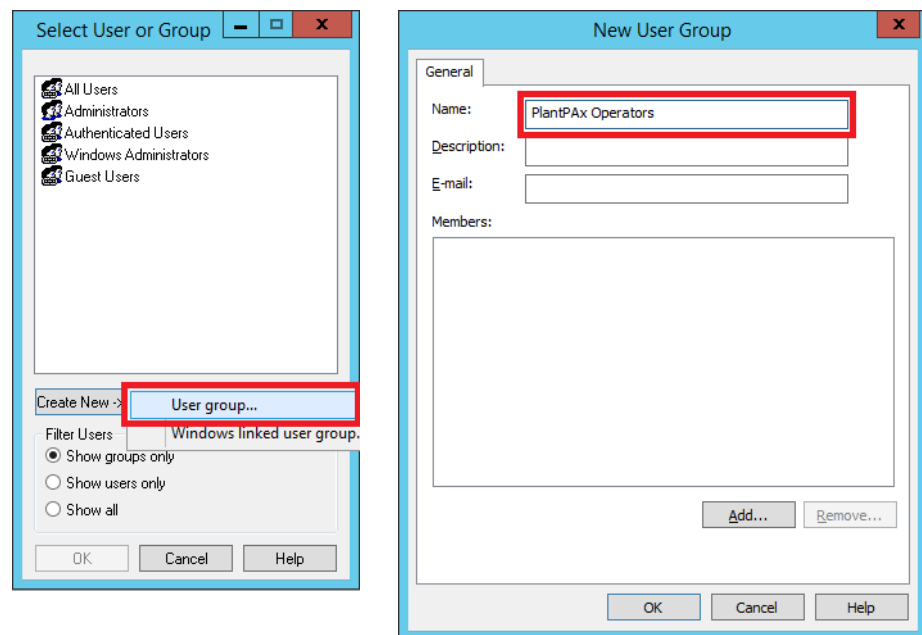 Select User or Group
All Users
Administrators
Authenticated Users
Windows Administrators
Guest Users
Create New ->
User group...
Windows linked user group.
Filter Users
Show groups only
Show users only
Show all
OK Cancel Help
New User Group
General
Name: PlantPAx Operators
Description:
E-mail:
Members:
Add... Remove...
OK Cancel Help